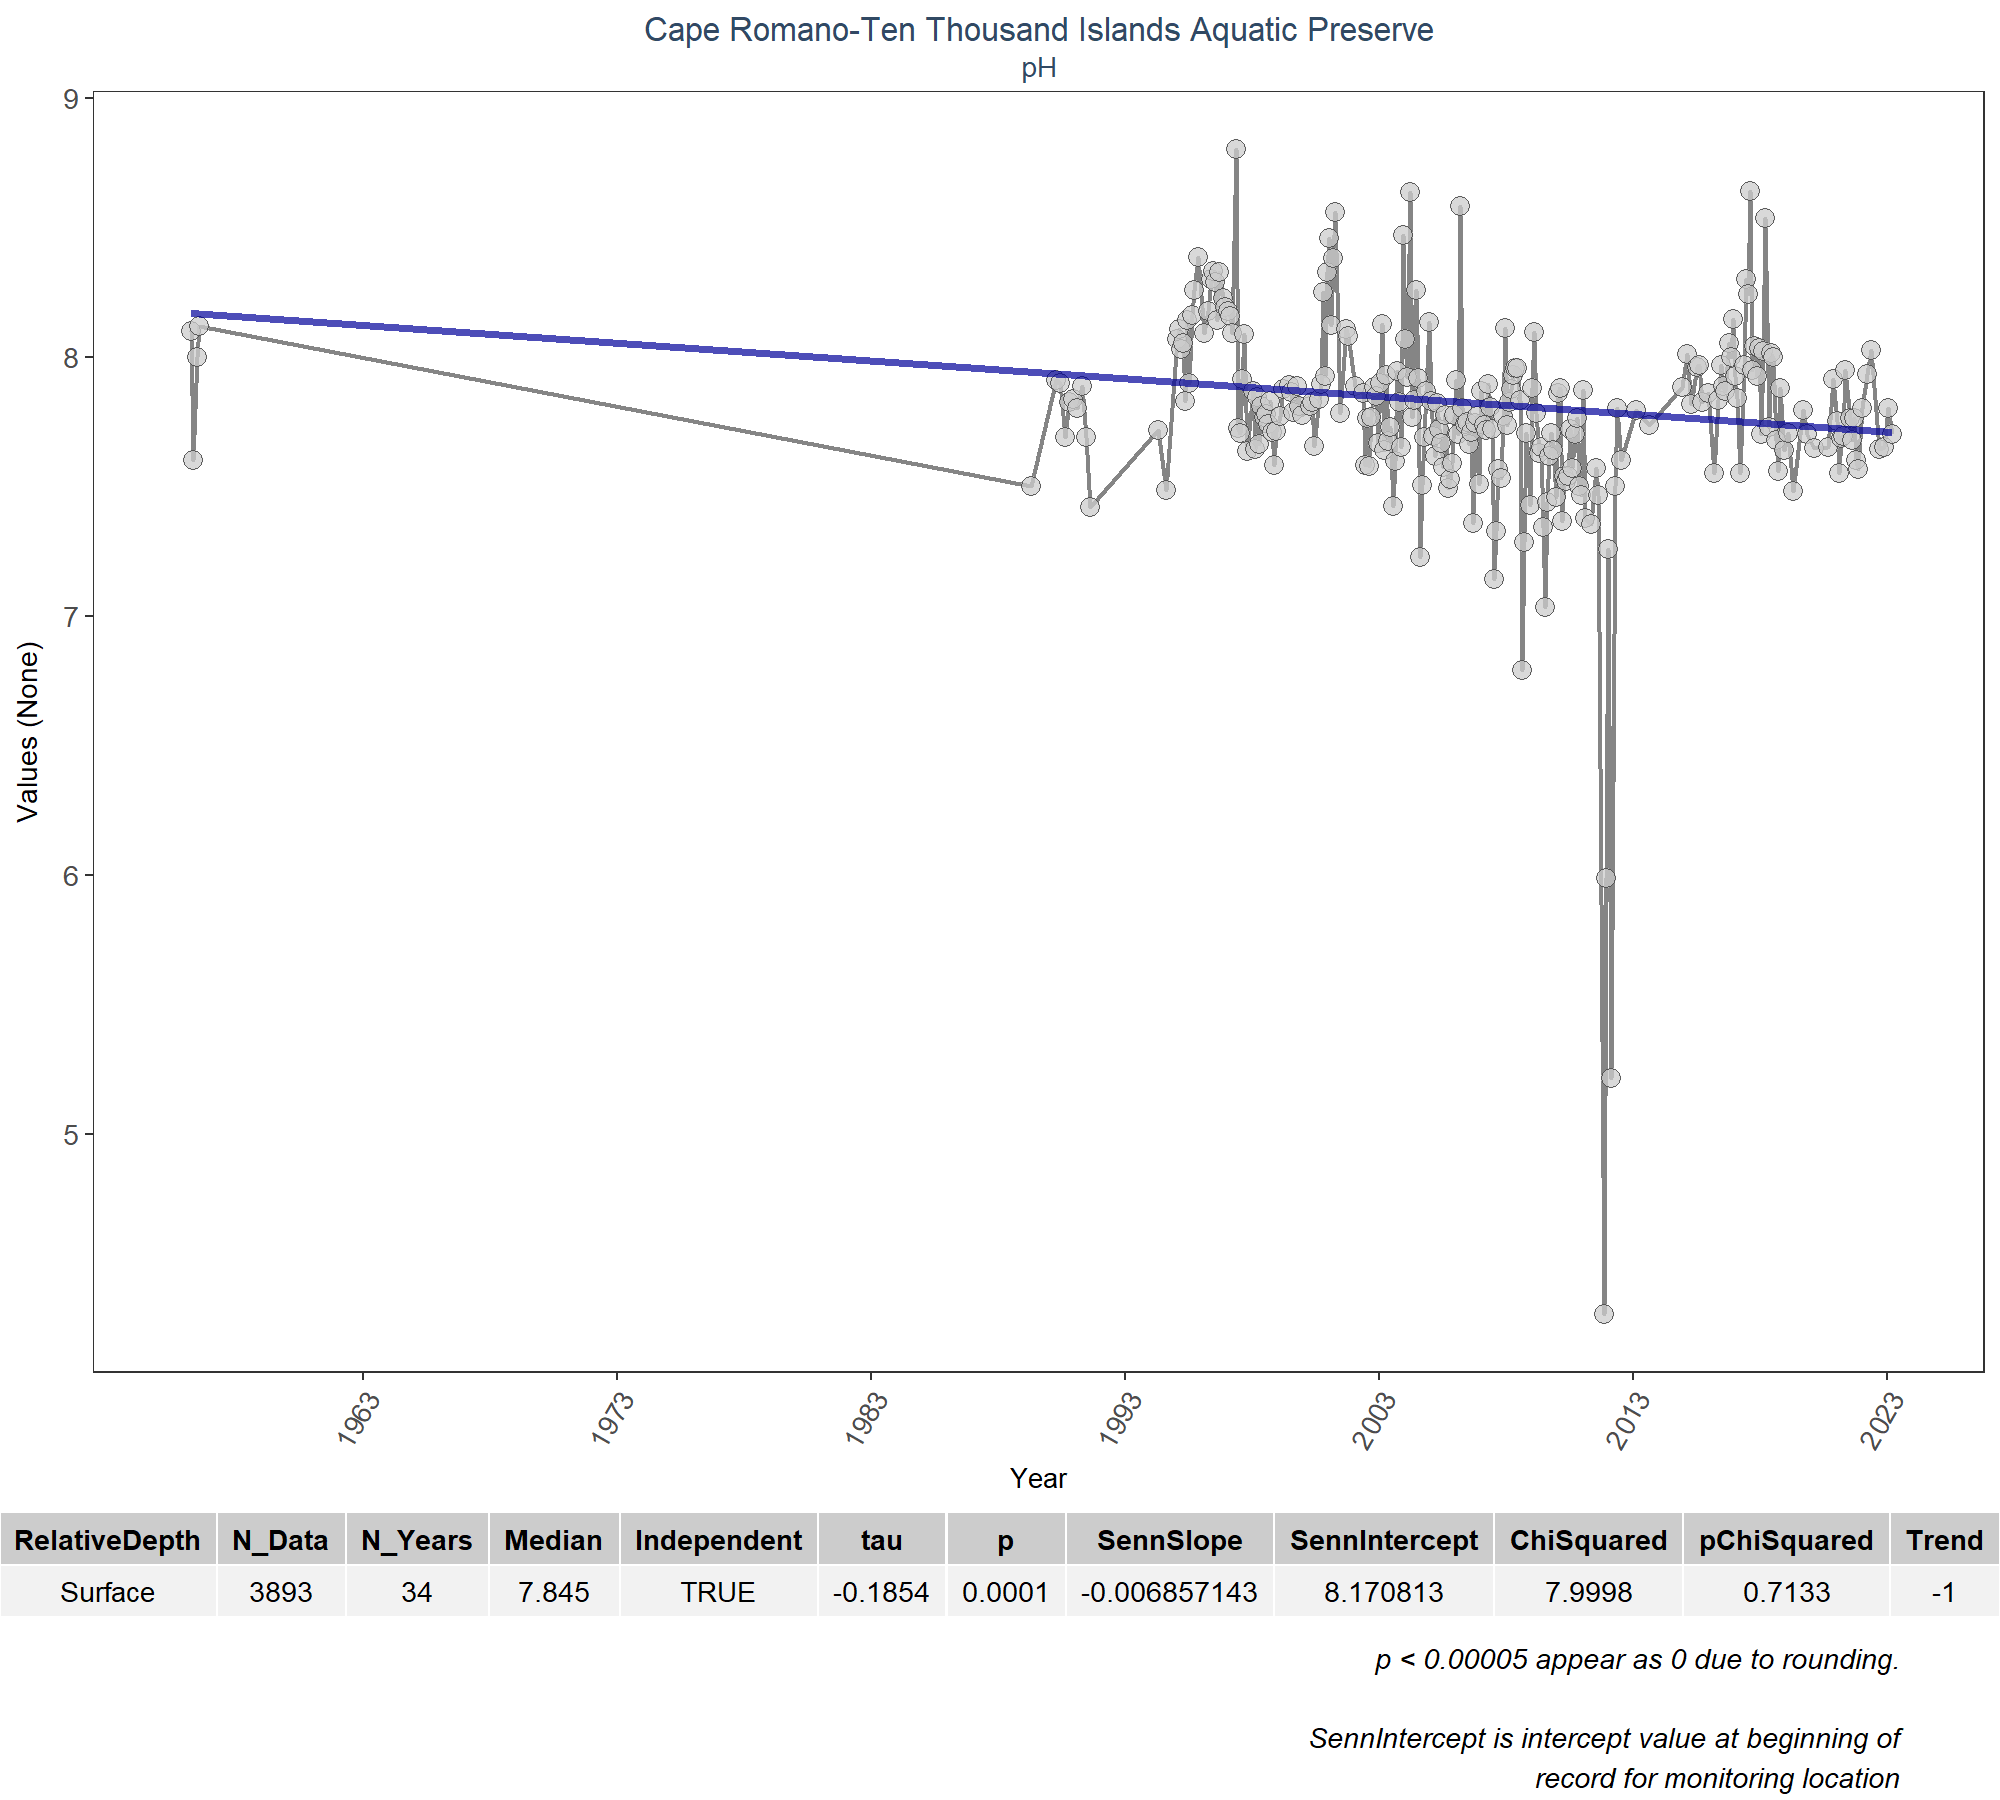 Cape Romano-Ten Thousand Islands Aquatic Preserve
pH
9
8
7
6
5
Values (None)
1963 1973 1983 1993 2003 2013 2023
Year
RelativeDepth N_Data N_Years Median Independent tau p SennSlope SennIntercept ChiSquared pChiSquared Trend
Surface 3893 34 7.845 TRUE -0.1854 0.0001 -0.006857143 8.170813 7.9998 0.7133 -1
p < 0.00005 appear as 0 due to rounding.
SennIntercept is intercept value at beginning of
record for monitoring location